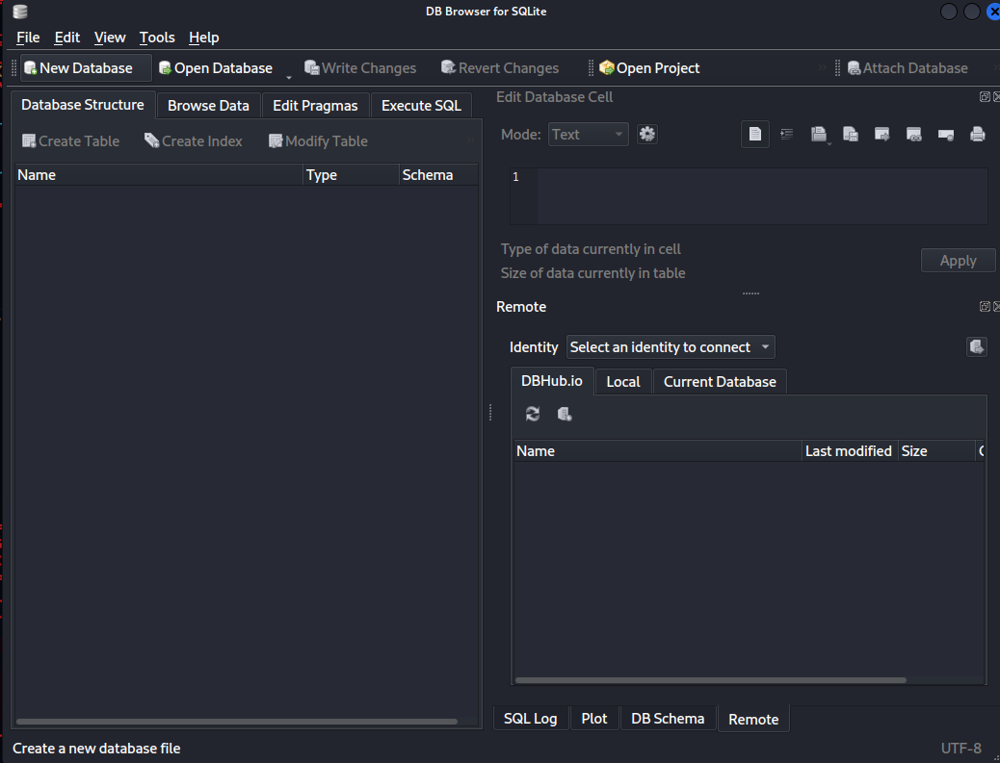 DB Browser for SQLite
File Edit View Tools Help
New Database Open Database Write Changes Revert Changes Open Project Attach Database
Database Structure Browse Data Edit Pragmas Execute SQL
Create Table Create Index Modify Table
Name Type Schema
Edit Database Cell
Mode: Text
1
Type of data currently in cell
Size of data currently in table
Apply
Remote
Identity Select an identity to connect
DBHub.io Local Current Database
Name Last modified Size
SQL Log Plot DB Schema Remote
Create a new database file UTF-8